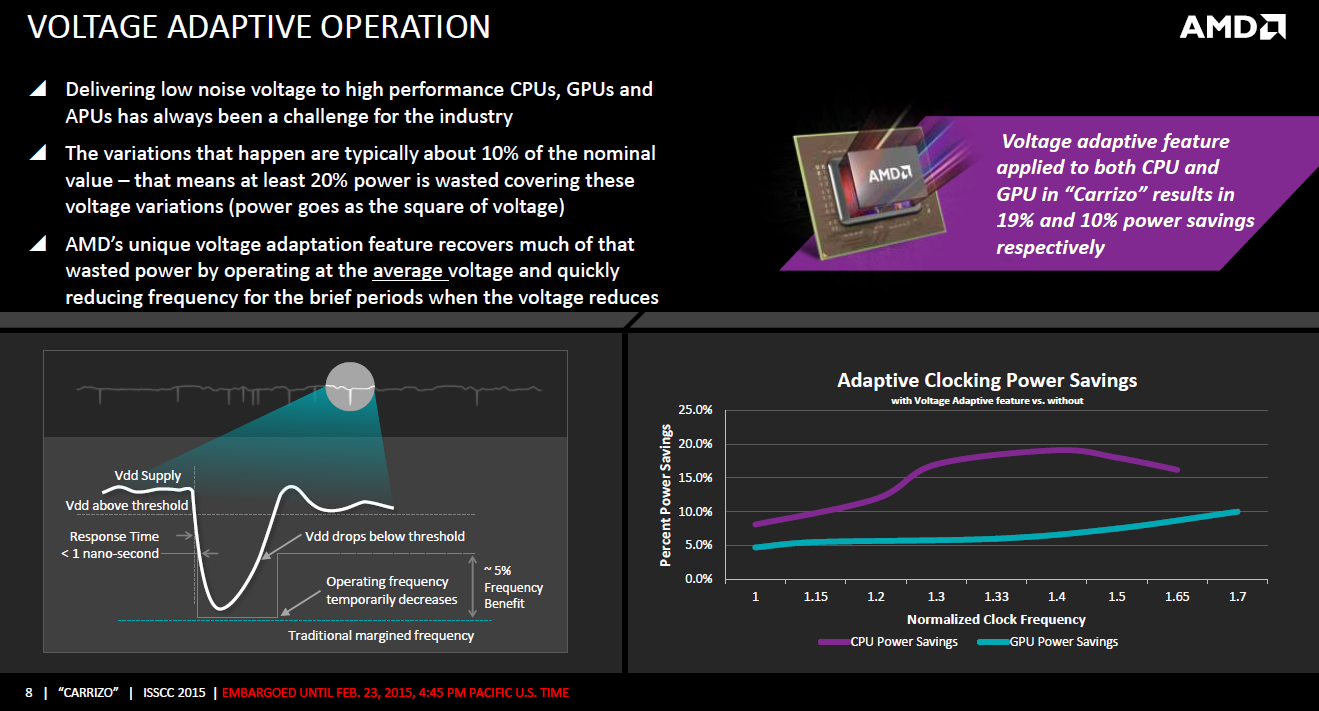 VOLTAGE ADAPTIVE OPERATION
AMD
Delivering low noise voltage to high performance CPUs, GPUs and
APUs has always been a challenge for the industry
The variations that happen are typically about 10% of the nominal
value – that means at least 20% power is wasted covering these
voltage variations (power goes as the square of voltage)
AMD's unique voltage adaptation feature recovers much of that
wasted power by operating at the average voltage and quickly
reducing frequency for the brief periods when the voltage reduces
AMD
Voltage adaptive feature
applied to both CPU and
GPU in “Carrizo” results in
19% and 10% power savings
respectively
Vdd Supply
Vdd above threshold
Response Time
< 1 nano-second
Vdd drops below threshold
Operating frequency
temporarily decreases
~ 5%
Frequency
Benefit
Traditional margined frequency
Adaptive Clocking Power Savings
with Voltage Adaptive feature vs. without
Percent Power Savings
25.0%
20.0%
15.0%
10.0%
5.0%
0.0%
1 1.15 1.2 1.3 1.33 1.4 1.5 1.65 1.7
Normalized Clock Frequency
CPU Power Savings GPU Power Savings
8 | “CARRIZO” | ISSCC 2015 | EMBARGOED UNTIL FEB. 23, 2015, 4:45 PM PACIFIC U.S. TIME